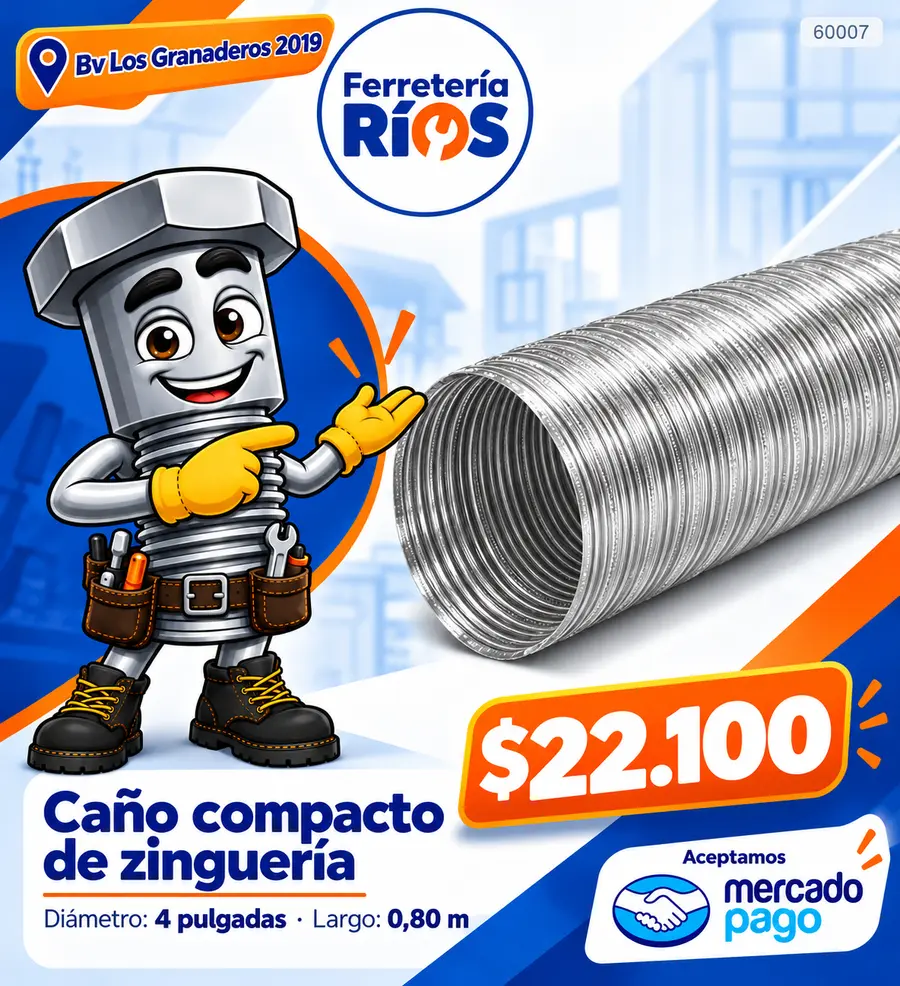 Bv Los Granaderos 2019
Ferretería
RÍOS
60007
$22.100
Caño compacto
de zinguería
Diámetro: 4 pulgadas · Largo: 0,80 m
Aceptamos
mercado
pago